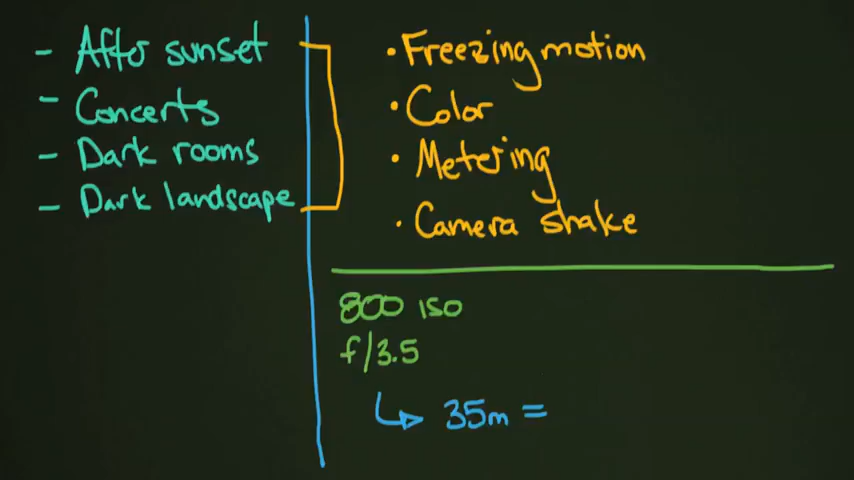 - After sunset
- Concerts
- Dark rooms
- Dark landscape
• Freezing motion
• Color
• Metering
• Camera shake
800 ISO
f/3.5
↳ 35m =